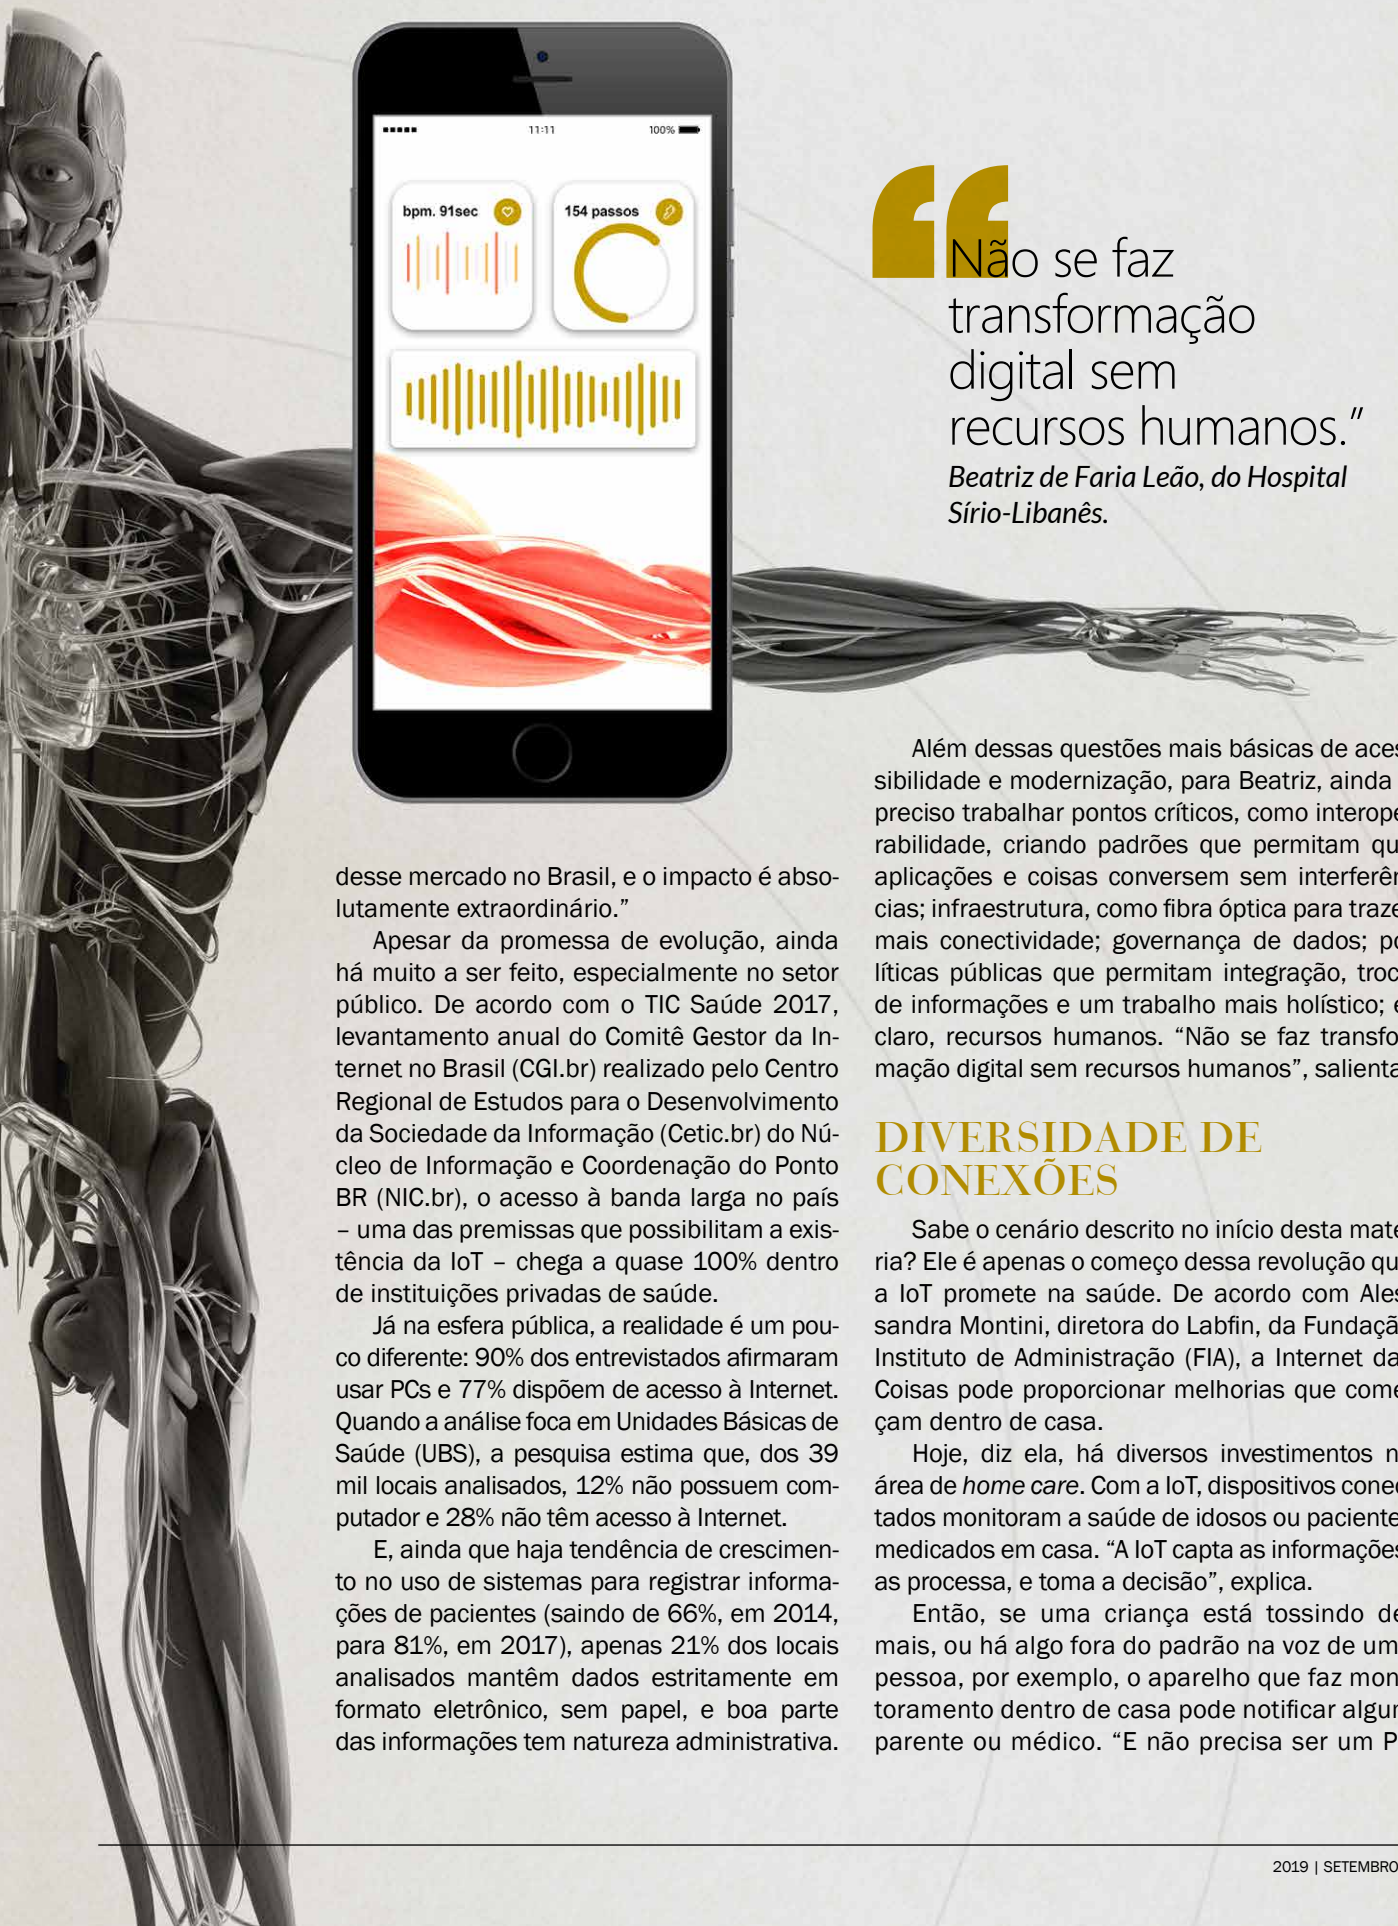 11:11
100%
bpm. 91sec
154 passos
Não se faz
transformação
digital sem
recursos humanos.”
Beatriz de Faria Leão, do Hospital
Sírio-Libanês.
desse mercado no Brasil, e o impacto é abso-
lutamente extraordinário.”
Apesar da promessa de evolução, ainda
há muito a ser feito, especialmente no setor
público. De acordo com o TIC Saúde 2017,
levantamento anual do Comitê Gestor da In-
ternet no Brasil (CGI.br) realizado pelo Centro
Regional de Estudos para o Desenvolvimento
da Sociedade da Informação (Cetic.br) do Nú-
cleo de Informação e Coordenação do Ponto
BR (NIC.br), o acesso à banda larga no país
– uma das premissas que possibilitam a exis-
tência da IoT – chega a quase 100% dentro
de instituições privadas de saúde.
Já na esfera pública, a realidade é um pou-
co diferente: 90% dos entrevistados afirmaram
usar PCs e 77% dispõem de acesso à Internet.
Quando a análise foca em Unidades Básicas de
Saúde (UBS), a pesquisa estima que, dos 39
mil locais analisados, 12% não possuem com-
putador e 28% não têm acesso à Internet.
E, ainda que haja tendência de crescimen-
to no uso de sistemas para registrar informa-
ções de pacientes (saindo de 66%, em 2014,
para 81%, em 2017), apenas 21% dos locais
analisados mantêm dados estritamente em
formato eletrônico, sem papel, e boa parte
das informações tem natureza administrativa.
Além dessas questões mais básicas de aces
sibilidade e modernização, para Beatriz, ainda
preciso trabalhar pontos críticos, como interope
rabilidade, criando padrões que permitam qu
aplicações e coisas conversem sem interferên
cias; infraestrutura, como fibra óptica para traze
mais conectividade; governança de dados; po
líticas públicas que permitam integração, troc
de informações e um trabalho mais holístico; e
claro, recursos humanos. “Não se faz transfo
mação digital sem recursos humanos”, salienta
DIVERSIDADE DE
CONEXÕES
Sabe o cenário descrito no início desta maté
ria? Ele é apenas o começo dessa revolução qu
a IoT promete na saúde. De acordo com Ales
sandra Montini, diretora do Labfin, da Fundaçã
Instituto de Administração (FIA), a Internet da
Coisas pode proporcionar melhorias que come
çam dentro de casa.
Hoje, diz ela, há diversos investimentos n
área de home care. Com a IoT, dispositivos conec
tados monitoram a saúde de idosos ou paciente
medicados em casa. “A IoT capta as informações
as processa, e toma a decisão”, explica.
Então, se uma criança está tossindo de
mais, ou há algo fora do padrão na voz de um
pessoa, por exemplo, o aparelho que faz mon
toramento dentro de casa pode notificar algum
parente ou médico. “E não precisa ser um P
2019 | SETEMBRO